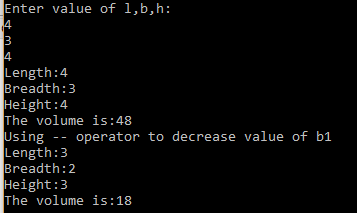 Enter value of l,b,h:
4
3
4
Length:4
Breadth:3
Height:4
The volume is:48
Using -- operator to decrease value of b1
Length:3
Breadth:2
Height:3
The volume is:18